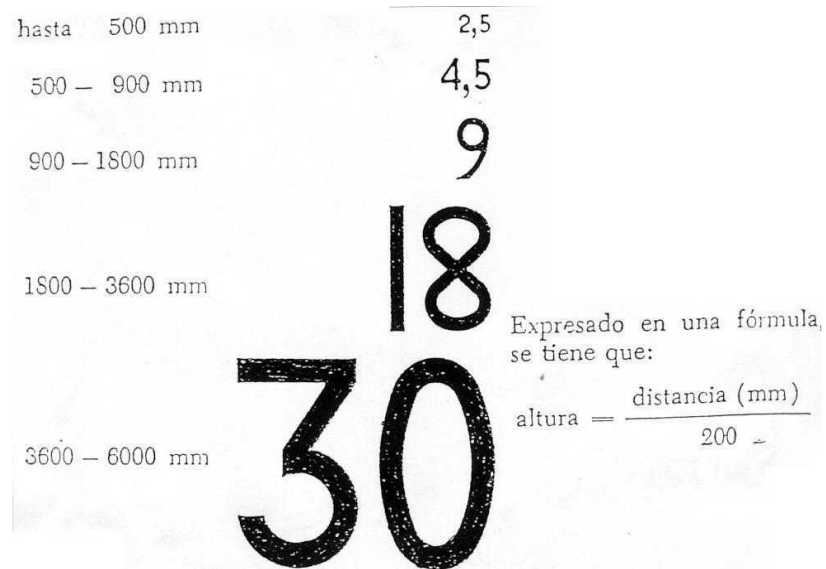 hasta 500 mm 2,5
500 – 900 mm 4,5
900 – 1800 mm 9
1800 – 3600 mm 18
Expresado en una fórmula,
se tiene que:
altura = distancia (mm)
200
3600 – 6000 mm 30